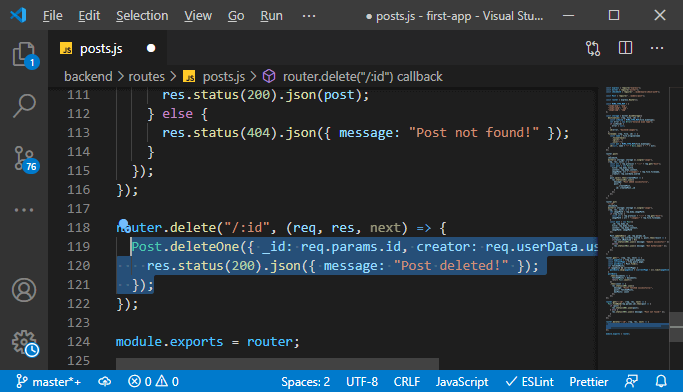 File
Edit
Selection
View
Go
Run
···
● posts.js - first-app - Visual Stu...
JS posts.js ●
backend › routes › JS posts.js › router.delete("/:id") callback
111 res.status(200).json(post);
112 } else {
113 res.status(404).json({ message: "Post not found!" });
114 }
115 });
116 });
117
118 router.delete("/:id", (req, res, next) => {
119 Post.deleteOne({ _id: req.params.id, creator: req.userData.us
120 res.status(200).json({ message: "Post deleted!" });
121 });
122 });
123
124 module.exports = router;
125
1
76
master*+
0 0
Spaces: 2
UTF-8
CRLF
JavaScript
✓ ESLint
Prettier